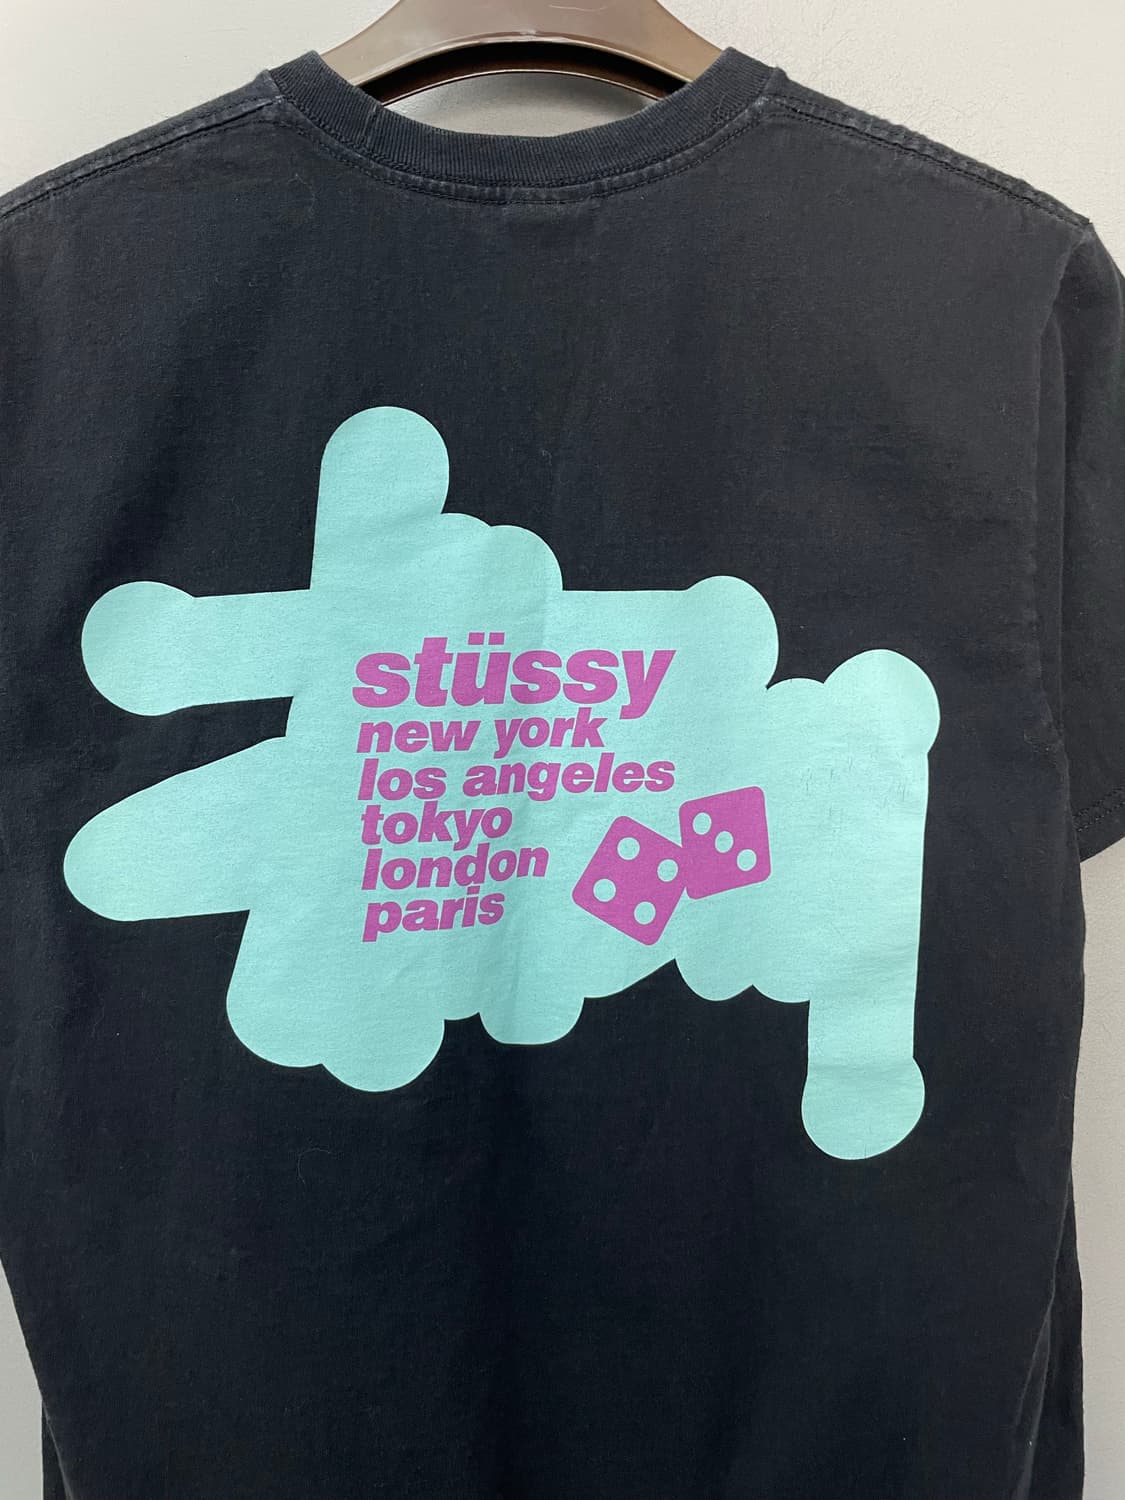 stüssy
new york
los angeles
tokyo
london
paris